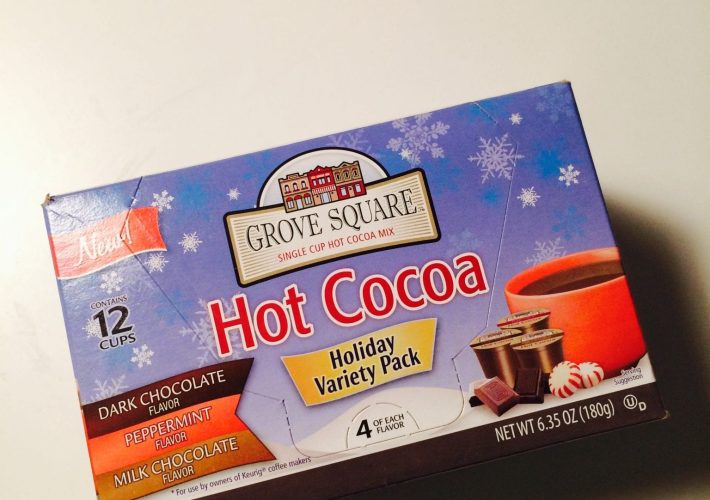 New!
GROVE SQUARE™
SINGLE CUP HOT COCOA MIX
CONTAINS
12
CUPS
Hot Cocoa
Holiday
Variety Pack
DARK CHOCOLATE
FLAVOR
PEPPERMINT
FLAVOR
MILK CHOCOLATE
FLAVOR
4 OF EACH
FLAVOR
Serving
Suggestion
NET WT 6.35 OZ (180g) U D
* For use by owners of Keurig® coffee makers